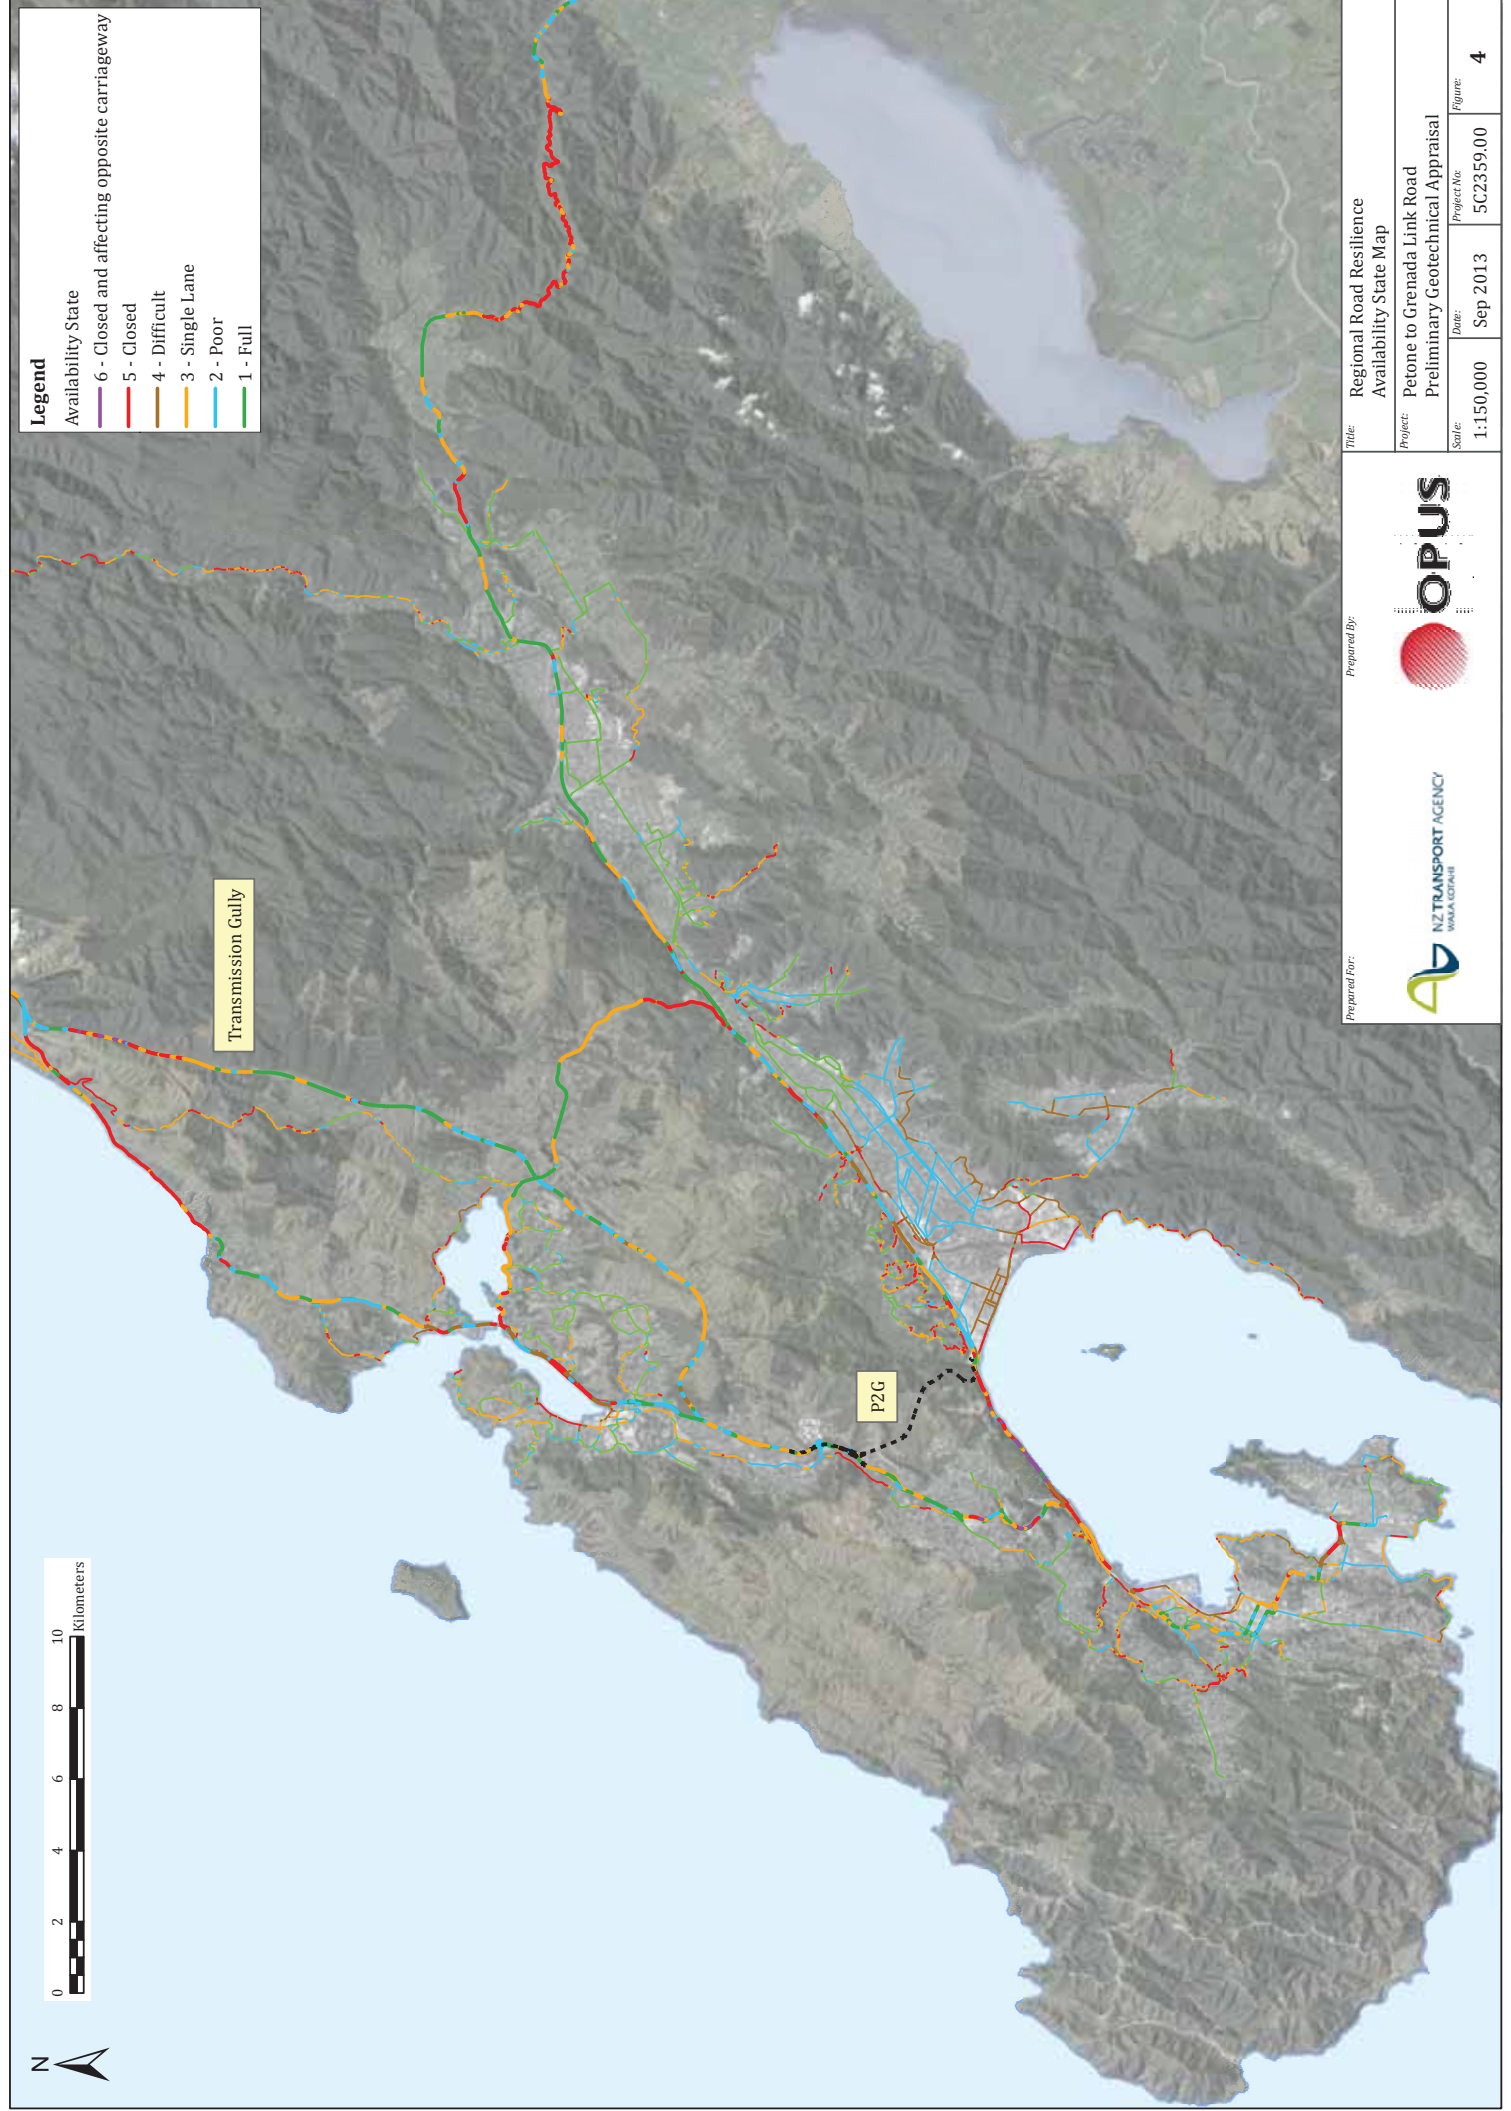 N
0 2 4 6 8 10
Kilometers
Legend
Availability State
6 - Closed and affecting opposite carriageway
5 - Closed
4 - Difficult
3 - Single Lane
2 - Poor
1 - Full
Transmission Gully
P2G
Prepared For:
NZ TRANSPORT AGENCY
WAKA KOTAHI
Prepared By:
OPUS
Title:
Regional Road Resilience
Availability State Map
Project:
Petone to Grenada Link Road
Preliminary Geotechnical Appraisal
Scale:
1:150,000
Date:
Sep 2013
Project No:
5C2359.00
Figure:
4